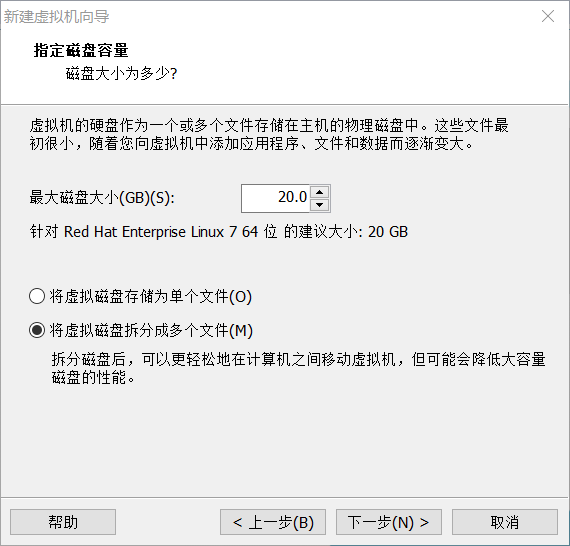 新建虚拟机向导
指定磁盘容量
磁盘大小为多少?
虚拟机的硬盘作为一个或多个文件存储在主机的物理磁盘中。这些文件最
初很小，随着您向虚拟机中添加应用程序、文件和数据而逐渐变大。
最大磁盘大小(GB)(S): 20.0
针对 Red Hat Enterprise Linux 7 64 位 的建议大小: 20 GB
将虚拟磁盘存储为单个文件(O)
将虚拟磁盘拆分成多个文件(M)
拆分磁盘后，可以更轻松地在计算机之间移动虚拟机，但可能会降低大容量
磁盘的性能。
帮助 < 上一步(B) 下一步(N) > 取消